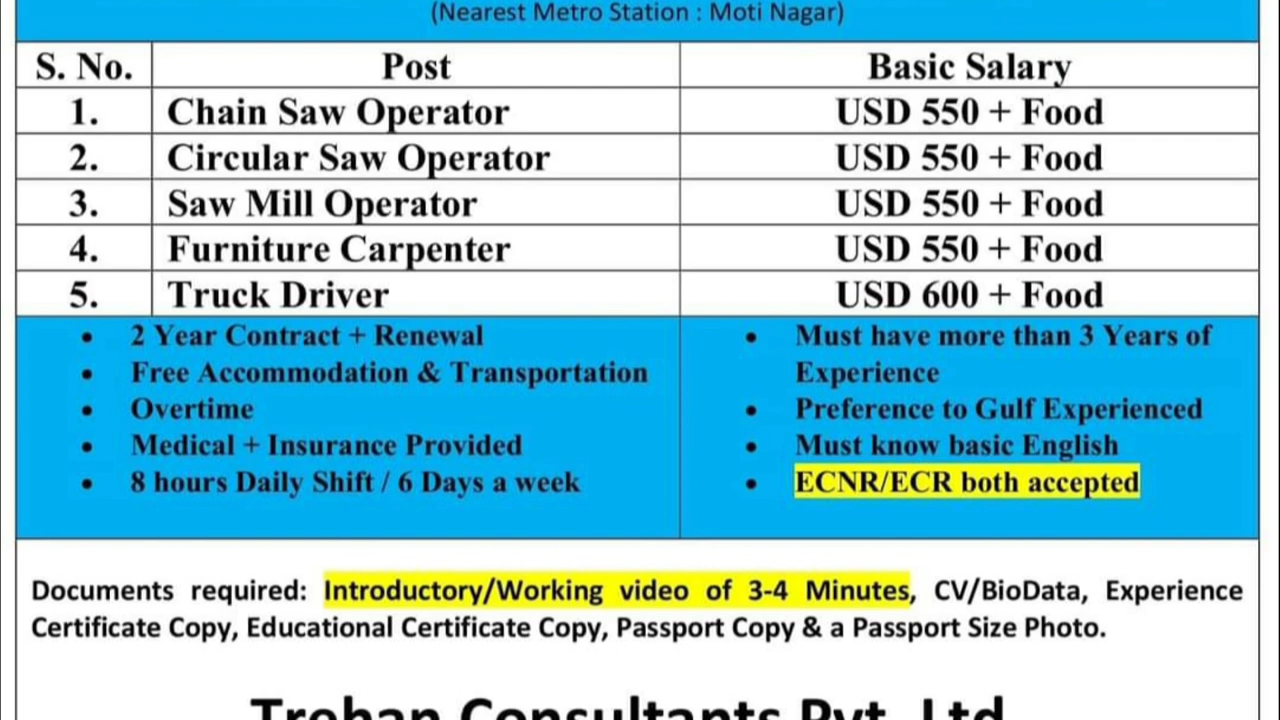 (Nearest Metro Station : Moti Nagar)
S. No. Post Basic Salary
1. Chain Saw Operator USD 550 + Food
2. Circular Saw Operator USD 550 + Food
3. Saw Mill Operator USD 550 + Food
4. Furniture Carpenter USD 550 + Food
5. Truck Driver USD 600 + Food
• 2 Year Contract + Renewal
• Free Accommodation & Transportation
• Overtime
• Medical + Insurance Provided
• 8 hours Daily Shift / 6 Days a week
• Must have more than 3 Years of
Experience
• Preference to Gulf Experienced
• Must know basic English
• ECNR/ECR both accepted
Documents required: Introductory/Working video of 3-4 Minutes, CV/BioData, Experience
Certificate Copy, Educational Certificate Copy, Passport Copy & a Passport Size Photo.
Trehan Consultants Pvt. Ltd